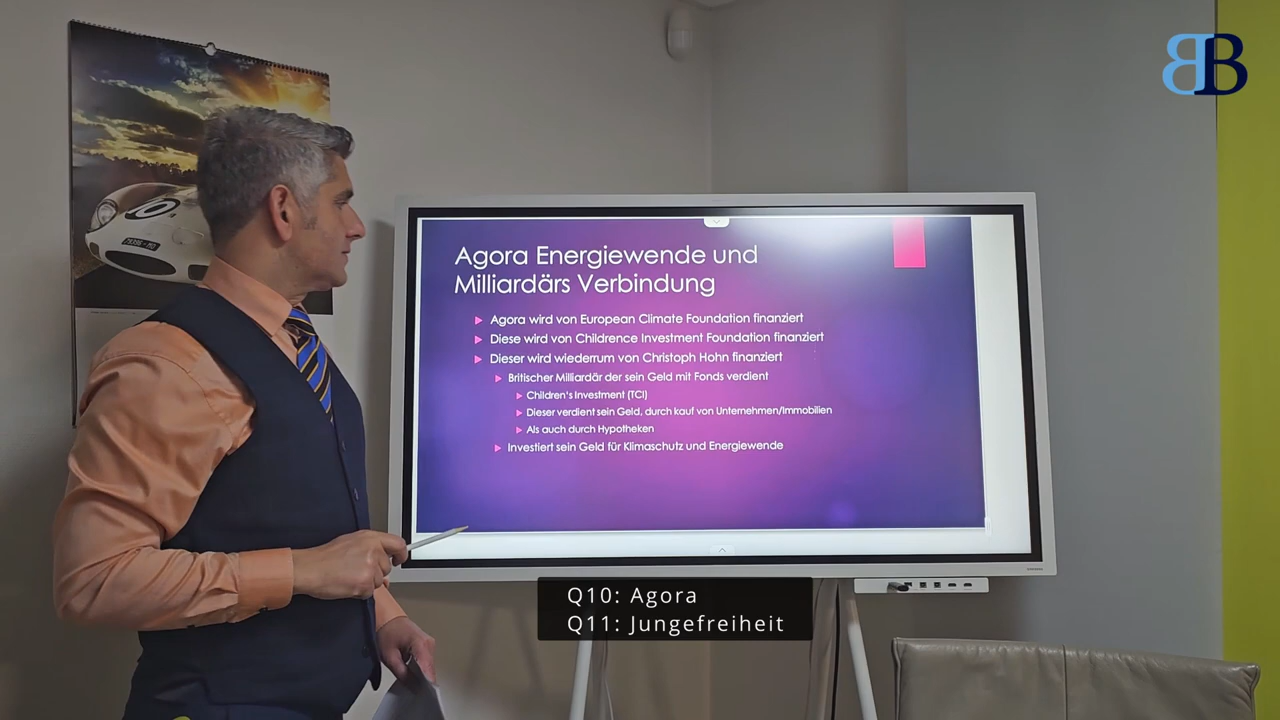 BB
10
Agora Energiewende und
Milliardärs Verbindung
Agora wird von European Climate Foundation finanziert
Diese wird von Childrence Investment Foundation finanziert
Dieser wird wiederrum von Christoph Hohn finanziert
Britischer Milliardär der sein Geld mit Fonds verdient
Children's Investment (TCI)
Dieser verdient sein Geld, durch kauf von Unternehmen/Immobilien
Als auch durch Hypotheken
Investiert sein Geld für Klimaschutz und Energiewende
Q10: Agora
Q11: Jungefreiheit